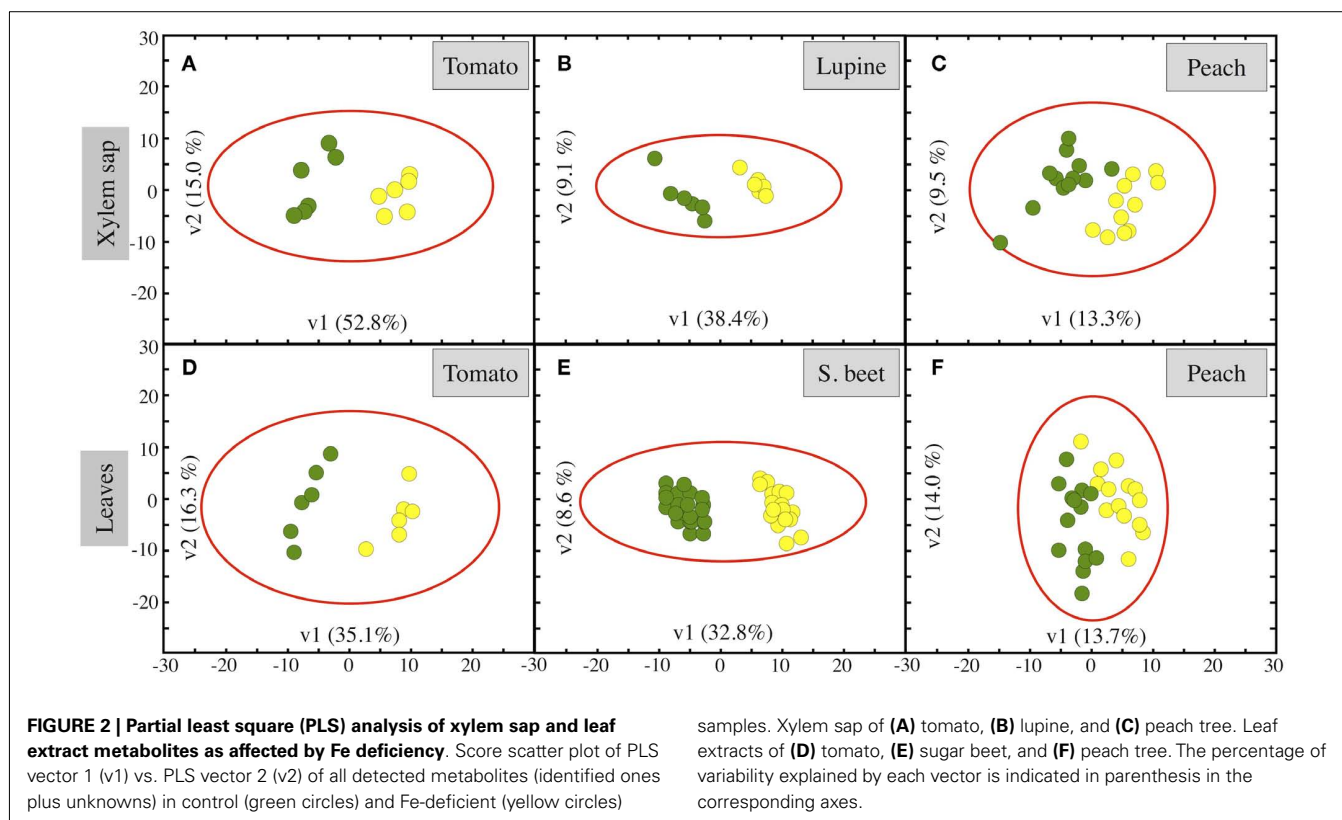 30
20
10
0
-10
-20
A
Tomato
B
Lupine
C
Peach
Xylem sap
v2 (15.0 %)
v2 (9.1 %)
v2 (9.5 %)
v1 (52.8%)
v1 (38.4%)
v1 (13.3%)
30
20
10
0
-10
-20
D
Tomato
E
S. beet
F
Peach
Leaves
v2 (16.3 %)
v2 (8.6 %)
v2 (14.0 %)
v1 (35.1%)
v1 (32.8%)
v1 (13.7%)
-30 -20 -10 0 10 20 -30 -20 -10 0 10 20 -30 -20 -10 0 10 20 30
FIGURE 2 | Partial least square (PLS) analysis of xylem sap and leaf
extract metabolites as affected by Fe deficiency. Score scatter plot of PLS
vector 1 (v1) vs. PLS vector 2 (v2) of all detected metabolites (identified ones
plus unknowns) in control (green circles) and Fe-deficient (yellow circles)
samples. Xylem sap of (A) tomato, (B) lupine, and (C) peach tree. Leaf
extracts of (D) tomato, (E) sugar beet, and (F) peach tree. The percentage of
variability explained by each vector is indicated in parenthesis in the
corresponding axes.